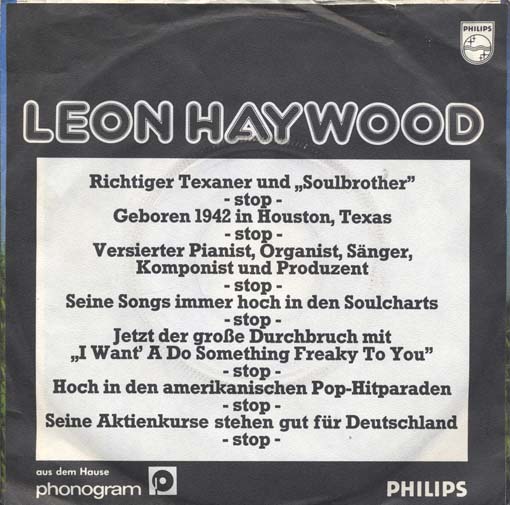 PHILIPS
LEON HAYWOOD
Richtiger Texaner und „Soulbrother”
- stop -
Geboren 1942 in Houston, Texas
- stop -
Versierter Pianist, Organist, Sänger,
Komponist und Produzent
- stop -
Seine Songs immer hoch in den Soulcharts
- stop -
Jetzt der große Durchbruch mit
„I Want’ A Do Something Freaky To You”
- stop -
Hoch in den amerikanischen Pop-Hitparaden
- stop -
Seine Aktienkurse stehen gut für Deutschland
- stop -
aus dem Hause
phonogram p
PHILIPS